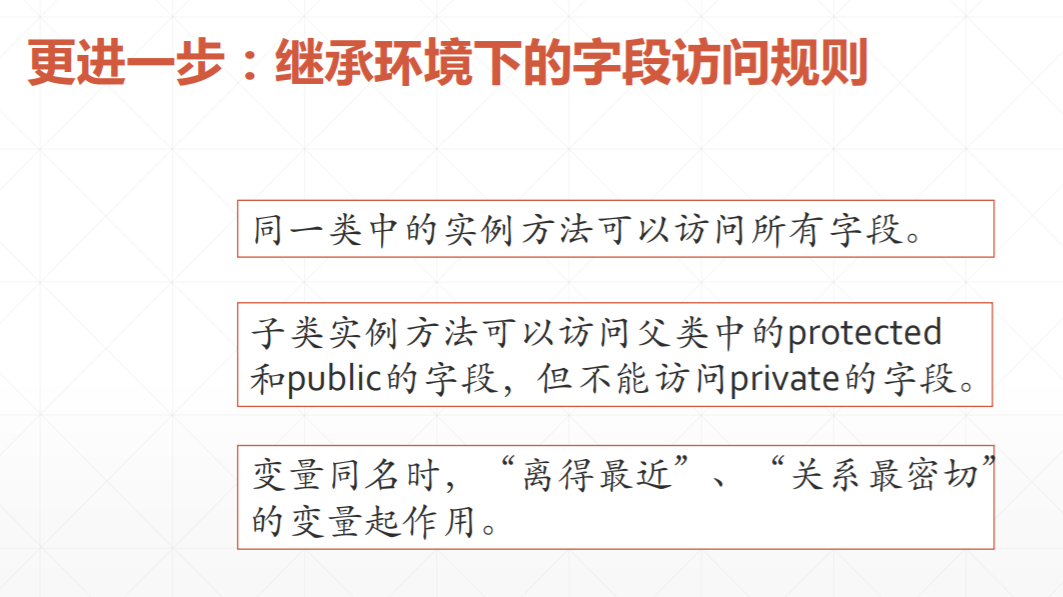 更进一步：继承环境下的字段访问规则
同一类中的实例方法可以访问所有字段。
子类实例方法可以访问父类中的protected
和public的字段，但不能访问private的字段。
变量同名时，“离得最近”、“关系最密切”
的变量起作用。